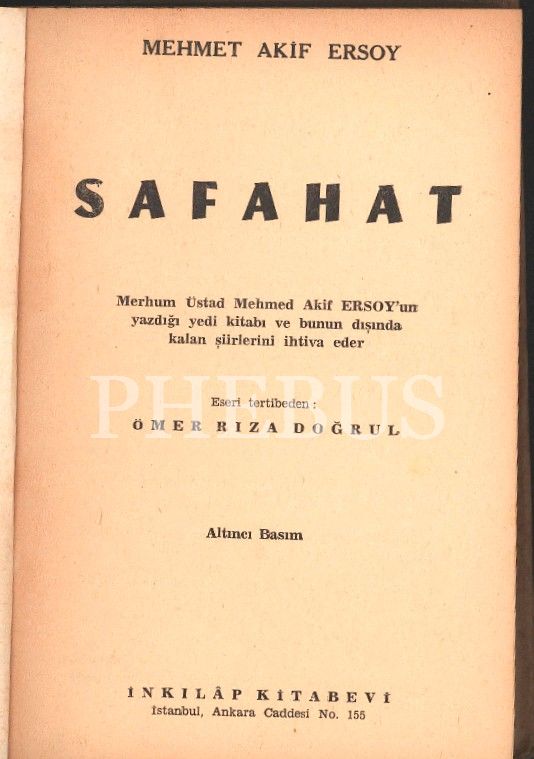 MEHMET AKİF ERSOY
SAFAHAT
Merhum Üstad Mehmed Akif ERSOY'un
yazdığı yedi kitabı ve bunun dışında
kalan şiirlerini ihtiva eder
Eseri tertibeden :
ÖMER RIZA DOĞRUL
PHEBUS
Altıncı Basım
İNKILÂP KİTABEVİ
İstanbul, Ankara Caddesi No. 155